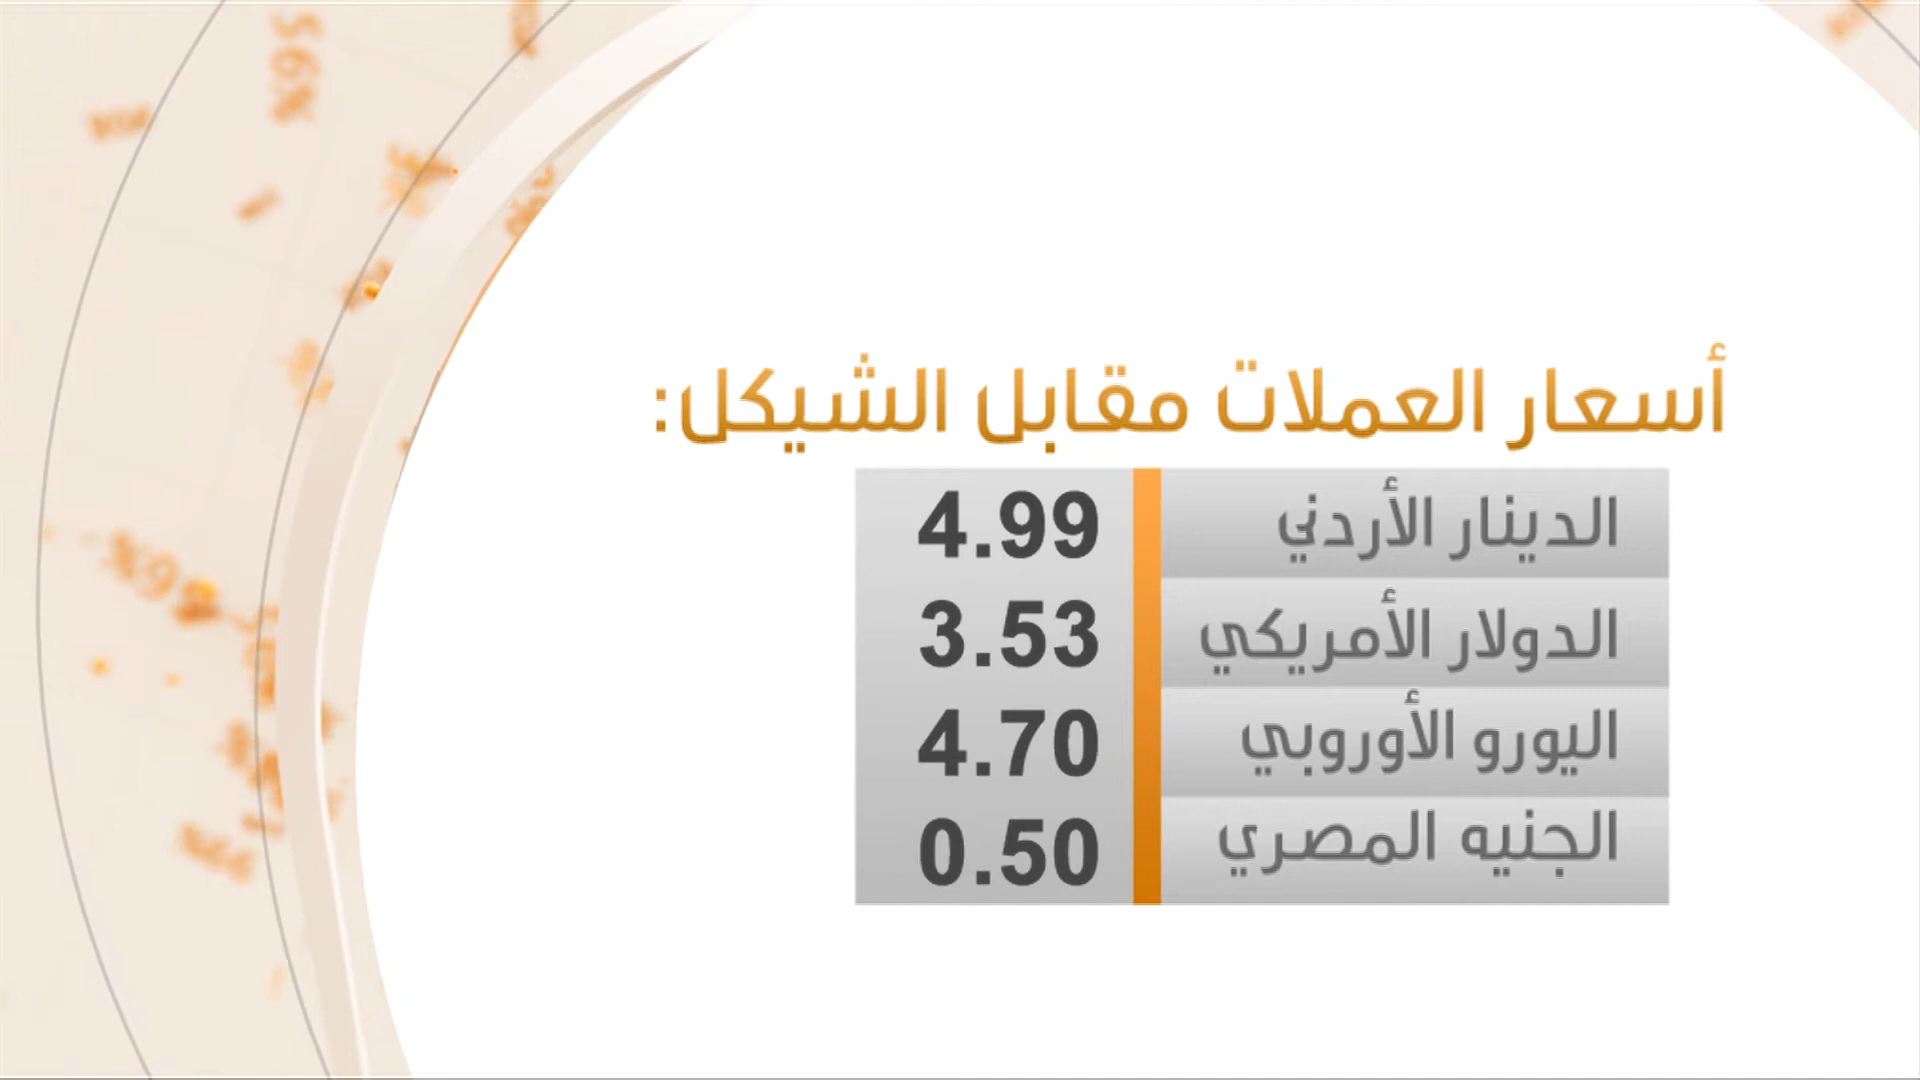 أسعار العملات مقابل الشيكل:
الدينار الأردني 4.99
الدولار الأمريكي 3.53
اليورو الأوروبي 4.70
الجنيه المصري 0.50